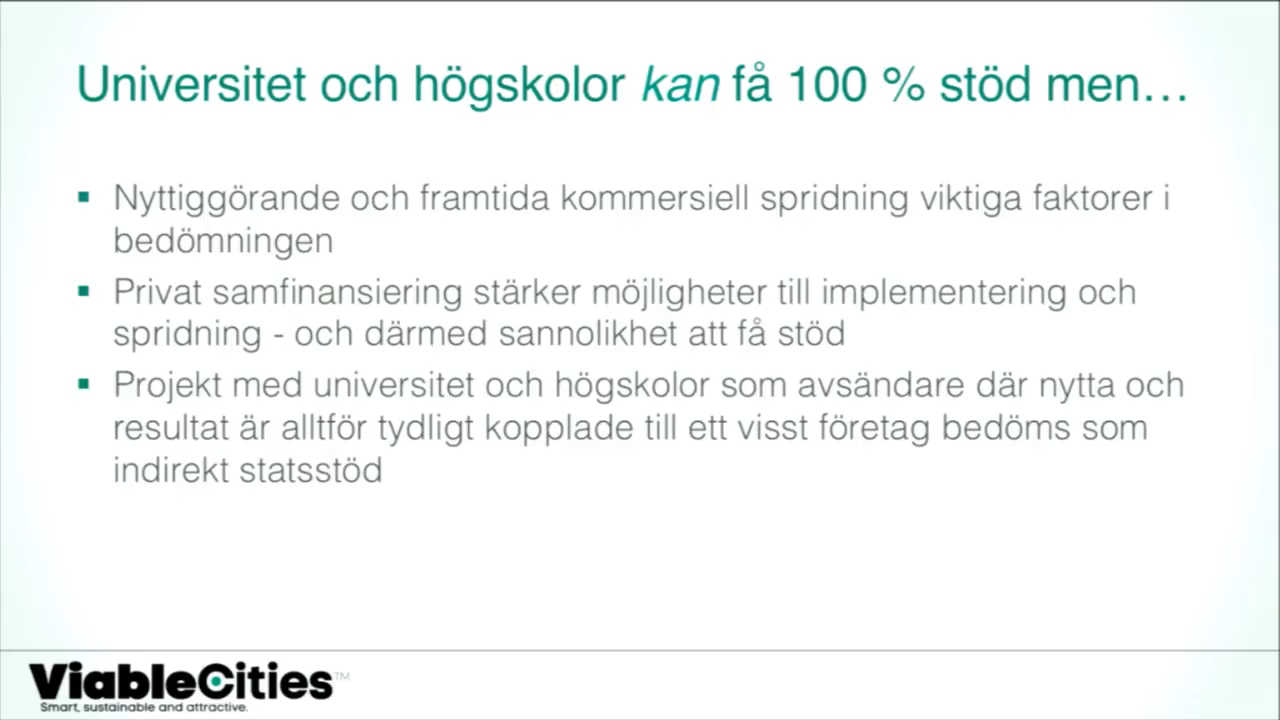 Universitet och högskolor kan få 100 % stöd men…
▪ Nyttiggörande och framtida kommersiell spridning viktiga faktorer i
bedömningen
▪ Privat samfinansiering stärker möjligheter till implementering och
spridning - och därmed sannolikhet att få stöd
▪ Projekt med universitet och högskolor som avsändare där nytta och
resultat är alltför tydligt kopplade till ett visst företag bedöms som
indirekt statsstöd
ViableCities™
Smart, sustainable and attractive.